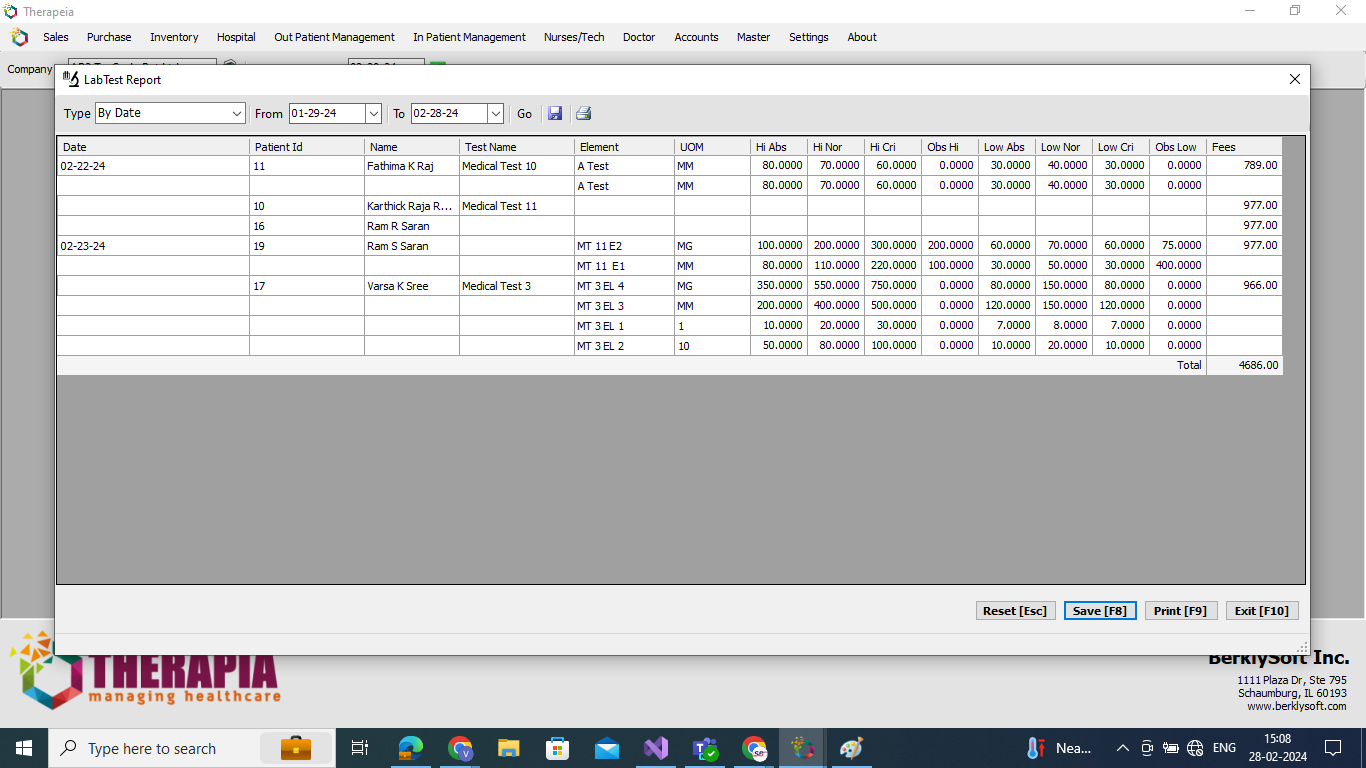 Therapeia
Sales Purchase Inventory Hospital Out Patient Management In Patient Management Nurses/Tech Doctor Accounts Master Settings About
Company
LabTest Report
Type By Date From 01-29-24 To 02-28-24 Go
Date Patient Id Name Test Name Element UOM Hi Abs Hi Nor Hi Cri Obs Hi Low Abs Low Nor Low Cri Obs Low Fees
02-22-24 11 Fathima K Raj Medical Test 10 A Test MM 80.0000 70.0000 60.0000 0.0000 30.0000 40.0000 30.0000 0.0000 789.00
A Test MM 80.0000 70.0000 60.0000 0.0000 30.0000 40.0000 30.0000 0.0000
10 Karthick Raja R... Medical Test 11 977.00
16 Ram R Saran 977.00
02-23-24 19 Ram S Saran MT 11 E2 MG 100.0000 200.0000 300.0000 200.0000 60.0000 70.0000 60.0000 75.0000 977.00
MT 11 E1 MM 80.0000 110.0000 220.0000 100.0000 30.0000 50.0000 30.0000 400.0000
17 Varsa K Sree Medical Test 3 MT 3 EL 4 MG 350.0000 550.0000 750.0000 0.0000 80.0000 150.0000 80.0000 0.0000 966.00
MT 3 EL 3 MM 200.0000 400.0000 500.0000 0.0000 120.0000 150.0000 120.0000 0.0000
MT 3 EL 1 1 10.0000 20.0000 30.0000 0.0000 7.0000 8.0000 7.0000 0.0000
MT 3 EL 2 10 50.0000 80.0000 100.0000 0.0000 10.0000 20.0000 10.0000 0.0000
Total 4686.00
Reset [Esc] Save [F8] Print [F9] Exit [F10]
THERAPIA
managing healthcare
BerklySoft Inc.
1111 Plaza Dr, Ste 795
Schaumburg, IL 60193
www.berklysoft.com
Type here to search
Nea...
ENG
15:08
28-02-2024